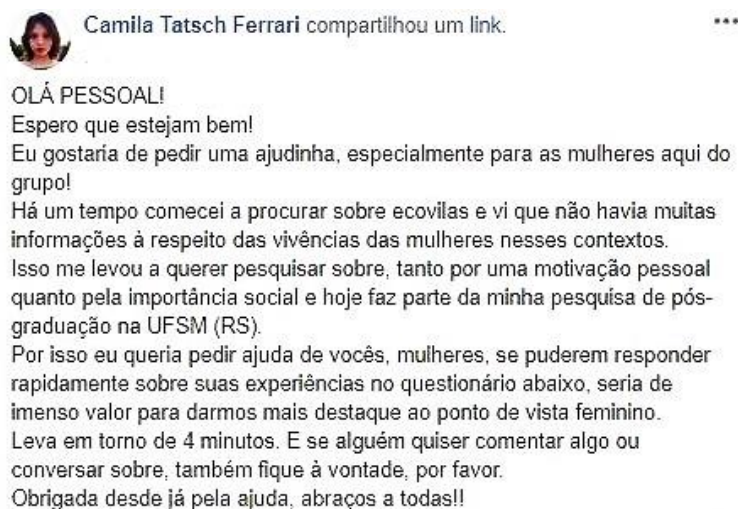 Camila Tatsch Ferrari compartilhou um link.
OLÁ PESSOAL!
Espero que estejam bem!
Eu gostaria de pedir uma ajudinha, especialmente para as mulheres aqui do
grupo!
Há um tempo comecei a procurar sobre ecovilas e vi que não havia muitas
informações à respeito das vivências das mulheres nesses contextos.
Isso me levou a querer pesquisar sobre, tanto por uma motivação pessoal
quanto pela importância social e hoje faz parte da minha pesquisa de pós-
graduação na UFSM (RS).
Por isso eu queria pedir ajuda de vocês, mulheres, se puderem responder
rapidamente sobre suas experiências no questionário abaixo, seria de
imenso valor para darmos mais destaque ao ponto de vista feminino.
Leva em torno de 4 minutos. E se alguém quiser comentar algo ou
conversar sobre, também fique à vontade, por favor.
Obrigada desde já pela ajuda, abraços a todas!!